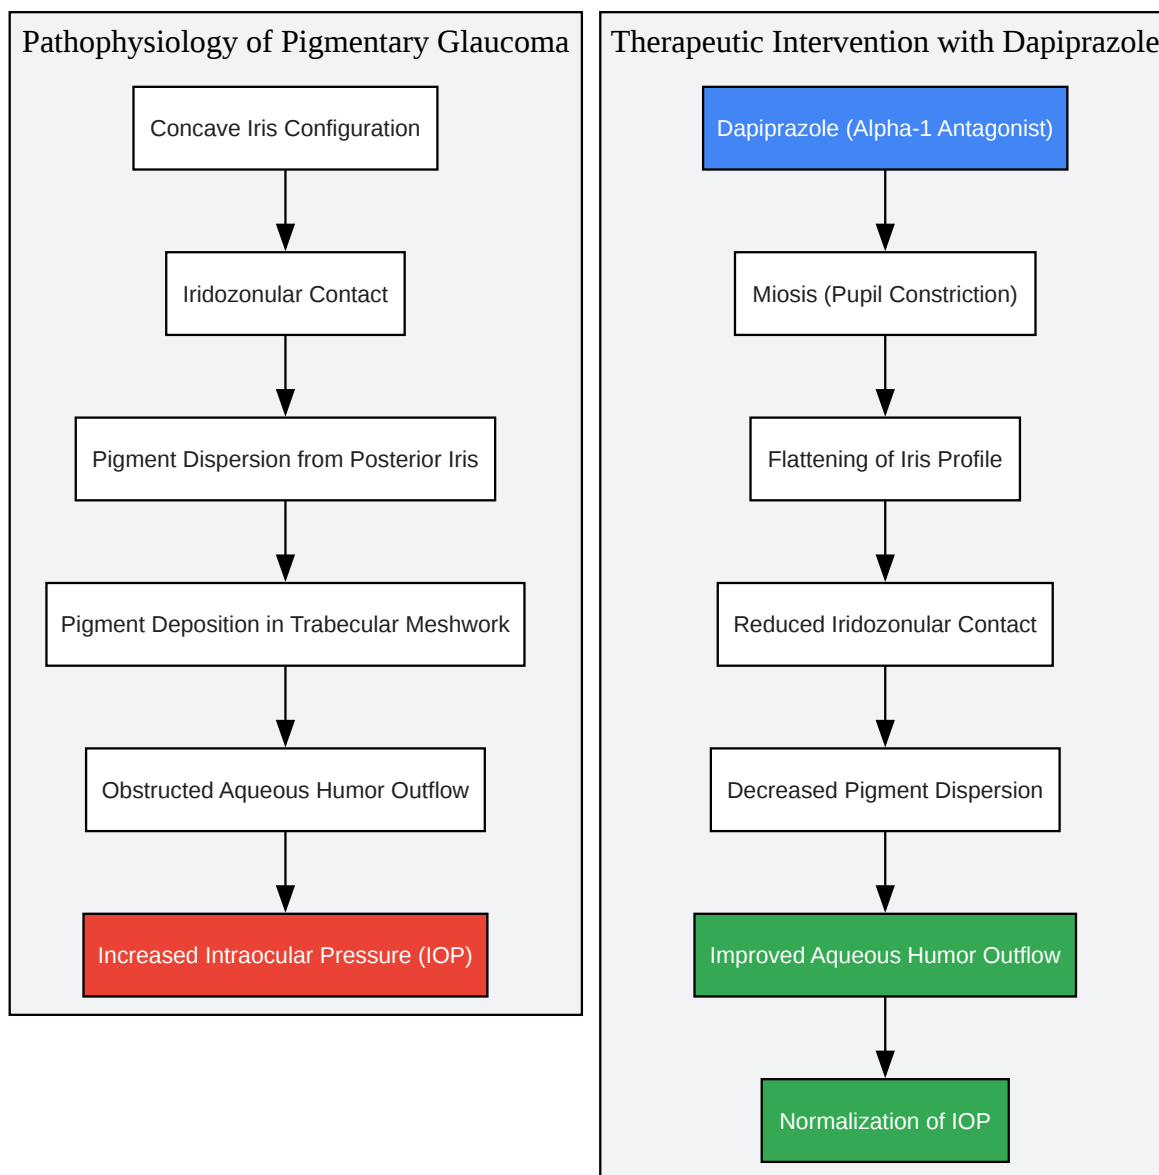 Pathophysiology of Pigmentary Glaucoma
Concave Iris Configuration
Iridozonular Contact
Pigment Dispersion from Posterior Iris
Pigment Deposition in Trabecular Meshwork
Obstructed Aqueous Humor Outflow
Increased Intraocular Pressure (IOP)
Therapeutic Intervention with Dapiprazole
Dapiprazole (Alpha-1 Antagonist)
Miosis (Pupil Constriction)
Flattening of Iris Profile
Reduced Iridozonular Contact
Decreased Pigment Dispersion
Improved Aqueous Humor Outflow
Normalization of IOP